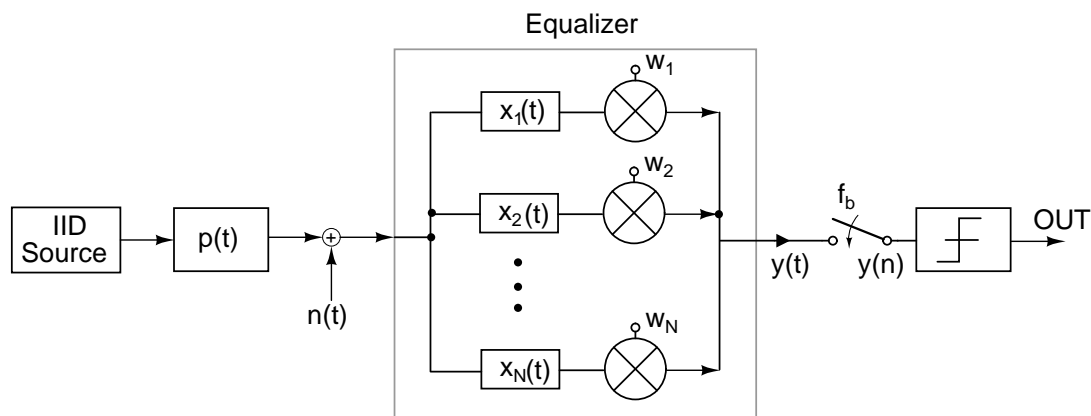 Equalizer
w1
x1(t)
w2
x2(t)
IID
Source
p(t)
+
n(t)
fb
y(t)
y(n)
OUT
wN
xN(t)